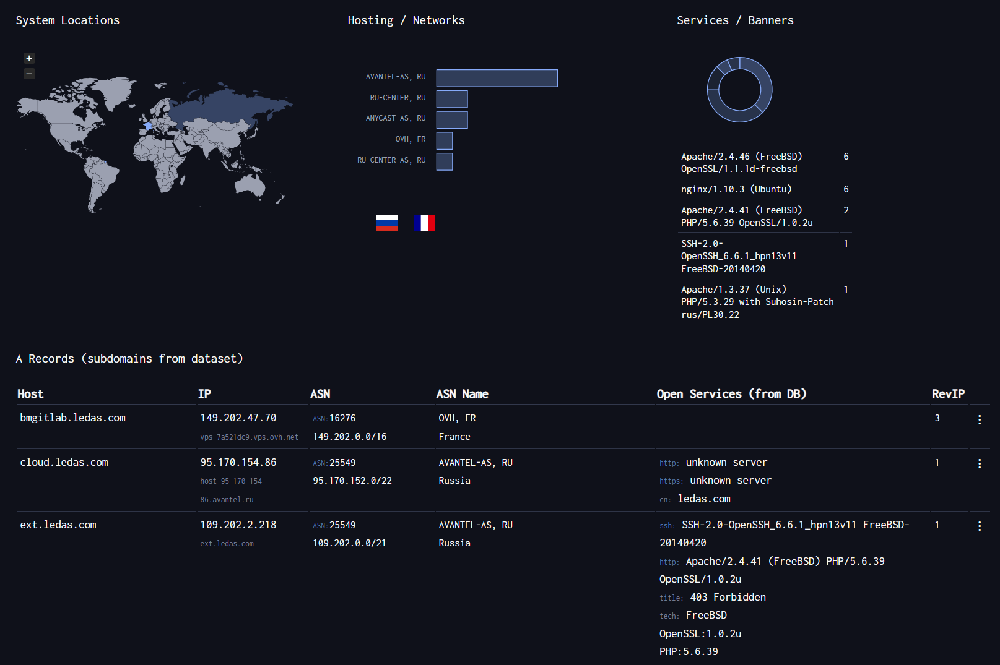 System Locations
Hosting / Networks
Services / Banners
+
−
AVANTEL-AS, RU
RU-CENTER, RU
ANYCAST-AS, RU
OVH, FR
RU-CENTER-AS, RU
Apache/2.4.46 (FreeBSD) 6
OpenSSL/1.1.1d-freebsd
nginx/1.10.3 (Ubuntu) 6
Apache/2.4.41 (FreeBSD) 2
PHP/5.6.39 OpenSSL/1.0.2u
SSH-2.0- 1
OpenSSH_6.6.1_hpn13v11
FreeBSD-20140420
Apache/1.3.37 (Unix) 1
PHP/5.3.29 with Suhosin-Patch
rus/PL30.22
A Records (subdomains from dataset)
Host IP ASN ASN Name Open Services (from DB) RevIP
bmgitlab.ledas.com 149.202.47.70 ASN:16276 OVH, FR 3
vps-7a521dc9.vps.ovh.net 149.202.0.0/16 France
cloud.ledas.com 95.170.154.86 ASN:25549 AVANTEL-AS, RU http: unknown server 1
host-95-170-154- 95.170.152.0/22 Russia https: unknown server
86.avantel.ru cn: ledas.com
ext.ledas.com 109.202.2.218 ASN:25549 AVANTEL-AS, RU ssh: SSH-2.0-OpenSSH_6.6.1_hpn13v11 FreeBSD- 1
ext.ledas.com 109.202.0.0/21 Russia 20140420
http: Apache/2.4.41 (FreeBSD) PHP/5.6.39
OpenSSL/1.0.2u
title: 403 Forbidden
tech: FreeBSD
OpenSSL:1.0.2u
PHP:5.6.39